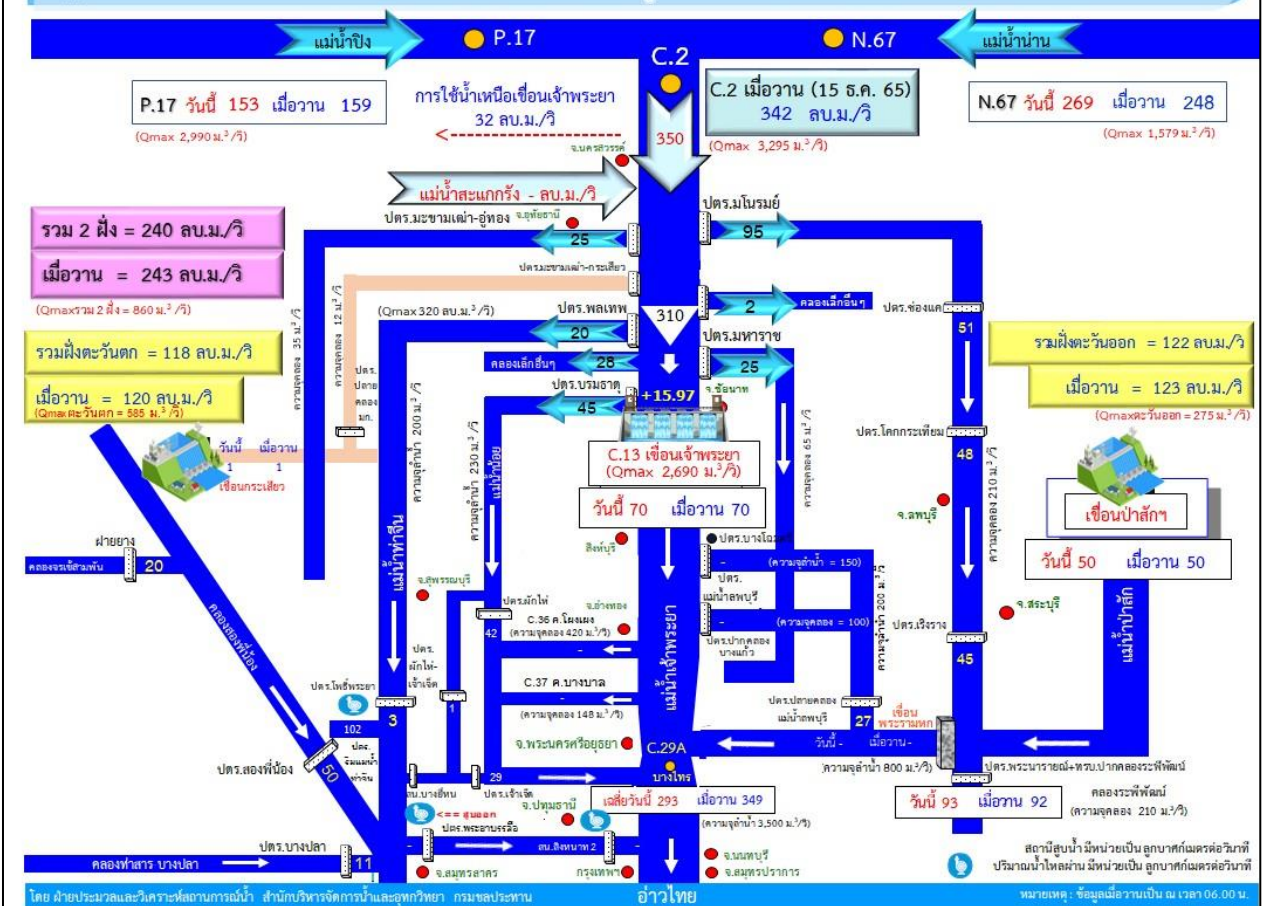 แม่น้ำปิง
P.17
C.2
N.67
แม่น้ำน่าน
P.17 วันนี้ 153 เมื่อวาน 159
(Qmax 2,990 ม.³/วิ)
การใช้น้ำเหนือเขื่อนเจ้าพระยา
32 ลบ.ม./วิ
350
C.2 เมื่อวาน (15 ธ.ค. 65)
342 ลบ.ม./วิ
(Qmax 3,295 ม.³/วิ)
N.67 วันนี้ 269 เมื่อวาน 248
(Qmax 1,579 ม.³/วิ)
จ.นครสวรรค์
แม่น้ำสะแกกรัง - ลบ.ม./วิ
ปตร.มะขามเฒ่า-อู่ทอง จ.อุทัยธานี
25
ปตร.มโนรมย์
95
รวม 2 ฝั่ง = 240 ลบ.ม./วิ
เมื่อวาน = 243 ลบ.ม./วิ
(Qmaxรวม 2 ฝั่ง = 860 ม.³/วิ)
ปตร.มะขามเฒ่า-กระเสียว
2
คลองเล็กอื่นๆ
ปตร.ช่องแค
(Qmax 320 ลบ.ม./วิ)
ปตร.พลเทพ
310
20
ปตร.มหาราช
51
รวมฝั่งตะวันตก = 118 ลบ.ม./วิ
เมื่อวาน = 120 ลบ.ม./วิ
(Qmaxตะวันตก = 585 ม.³/วิ)
ความจุคลอง 35 ม³/วิ
ความจุคลอง 12 ม³/วิ
คลองเล็กอื่นๆ
28
25
รวมฝั่งตะวันออก = 122 ลบ.ม./วิ
เมื่อวาน = 123 ลบ.ม./วิ
(Qmaxตะวันออก = 275 ม.³/วิ)
ปตร.
ปลาย
คลอง
มก.
ปตร.บรมธาตุ
45
+15.97
จ.ชัยนาท
ปตร.โคกกระเทียม
48
วันนี้ เมื่อวาน
1 1
เขื่อนกระเสียว
ความจุลำน้ำ 200 ม³/วิ
ความจุลำน้ำ 230 ม.³/วิ
แม่น้ำน้อย
C.13 เขื่อนเจ้าพระยา
(Qmax 2,690 ม.³/วิ)
วันนี้ 70 เมื่อวาน 70
ความจุคลอง 65 ม.³/วิ
ความจุคลอง 210 ม.³/วิ
จ.ลพบุรี
เขื่อนป่าสักฯ
วันนี้ 50 เมื่อวาน 50
ฝายยาง
คลองจรเข้สามพัน
20
แม่น้ำท่าจีน
สิงห์บุรี
(ความจุลำน้ำ = 150)
-
ปตร.
แม่น้ำลพบุรี
จ.สุพรรณบุรี
ปตร.ผักไห่
42
จ.อ่างทอง
C.36 ค.โผงเผง
(ความจุคลอง 420 ม.³/วิ)
-
-
(ความจุคลอง = 100)
ความจุลำน้ำ 200 ม.³/วิ
จ.สระบุรี
ปตร.เริงราง
45
แม่น้ำป่าสัก
คลองสองพี่น้อง
ปตร.
ผักไห่-
เจ้าเจ็ด
1
แม่น้ำเจ้าพระยา
ปตร.ปากคลอง
บางแก้ว
C.37 ค.บางบาล
-
(ความจุคลอง 148 ม.³/วิ)
ปตร.โพธิ์พระยา
3
102
ปตร.
ริมแม่น้ำ
ท่าจีน
ปตร.ปลายคลอง
แม่น้ำลพบุรี
27
เขื่อน
พระรามหก
วันนี้ - เมื่อวาน-
(ความจุลำน้ำ 800 ม.³/วิ)
จ.พระนครศรีอยุธยา
C.29A
บางไทร
ปตร.สองพี่น้อง
50
29
สน.บางยี่หน
ปตร.เจ้าเจ็ด
ปตร.พระนารายณ์+ทรบ.ปากคลองระพีพัฒน์
จ.ปทุมธานี
<== สูบออก
เฉลี่ยวันนี้ 293 เมื่อวาน 349
(ความจุลำน้ำ 3,500 ม.³/วิ)
วันนี้ 93 เมื่อวาน 92
คลองระพีพัฒน์
(ความจุคลอง 210 ม.³/วิ)
ปตร.พระยาบรรลือ
สน.สิงหนาท 2
ปตร.บางปลา
คลองท่าสาร บางปลา
11
จ.สมุทรสาคร
กรุงเทพฯ
จ.นนทบุรี
จ.สมุทรปราการ
สถานีสูบน้ำ มีหน่วยเป็น ลูกบาศก์เมตรต่อวินาที
ปริมาณน้ำไหลผ่าน มีหน่วยเป็น ลูกบาศก์เมตรต่อวินาที
โดย ฝ่ายประมวลและวิเคราะห์สถานการณ์น้ำ สำนักบริหารจัดการน้ำและอุทกวิทยา กรมชลประทาน
อ่าวไทย
หมายเหตุ : ข้อมูลเมื่อวานเป็น ณ เวลา 06.00 น.